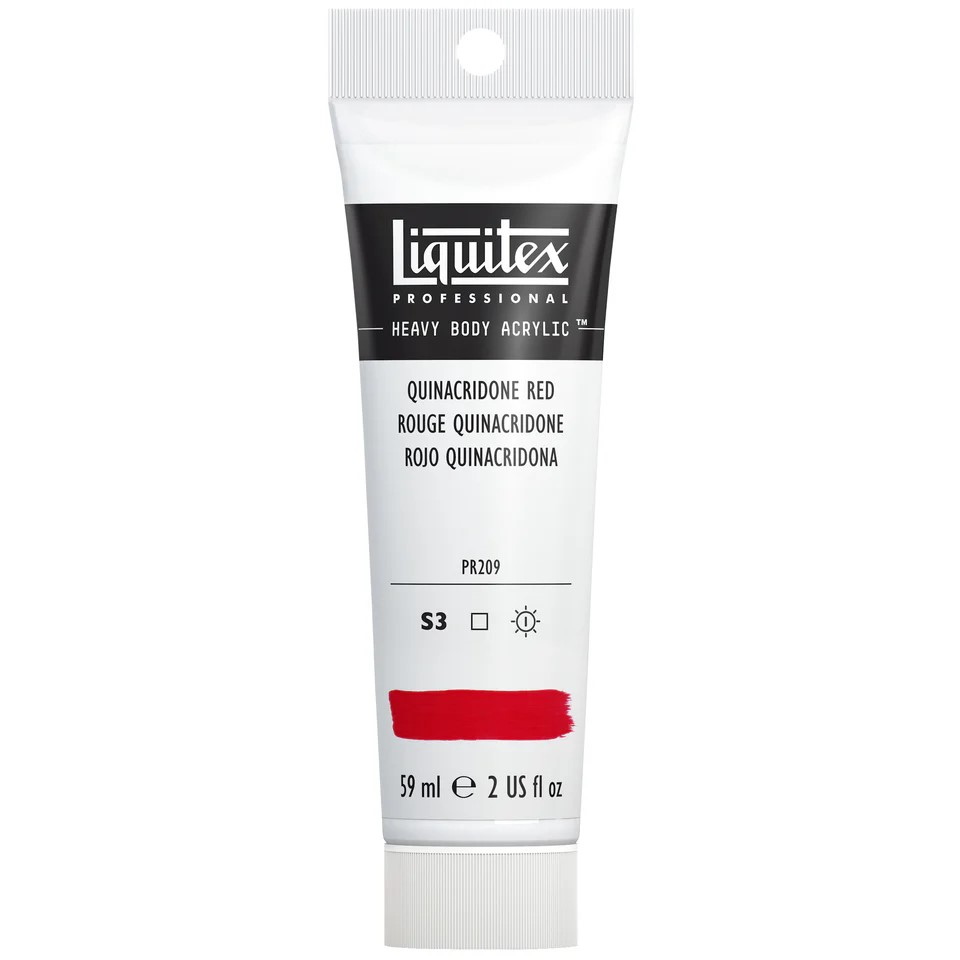 Liquitex
PROFESSIONAL
HEAVY BODY ACRYLIC™
QUINACRIDONE RED
ROUGE QUINACRIDONE
ROJO QUINACRIDONA
PR209
S3 I
59 ml ℮ 2 US fl oz